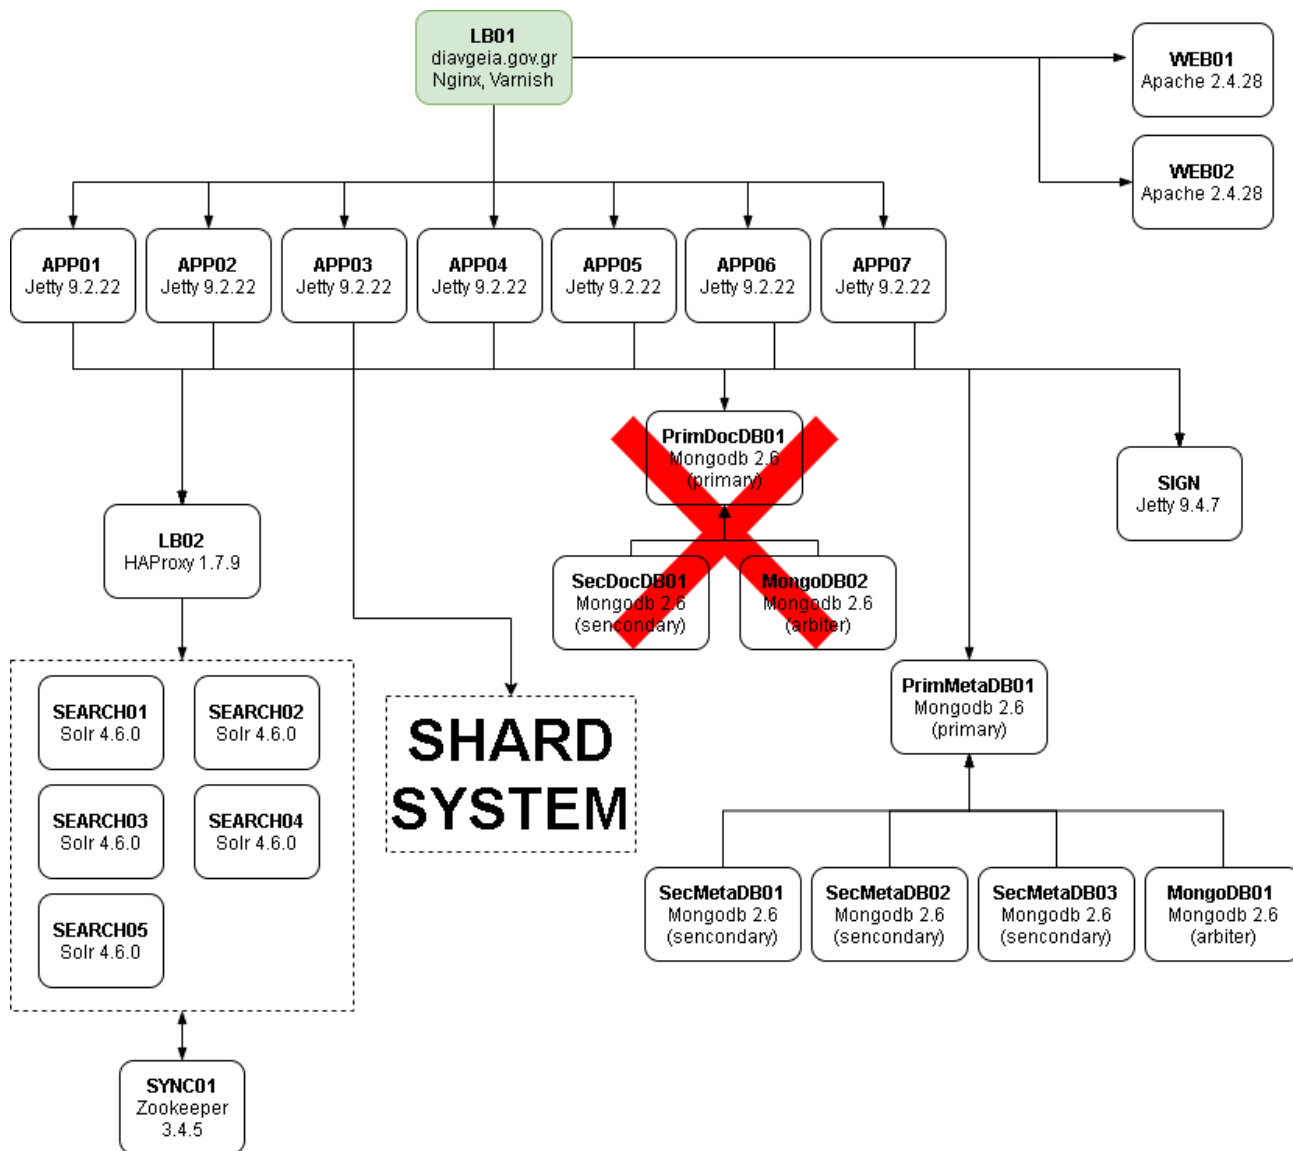 LB01
diavgeia.gov.gr
Nginx, Varnish
WEB01
Apache 2.4.28
WEB02
Apache 2.4.28
APP01
Jetty 9.2.22
APP02
Jetty 9.2.22
APP03
Jetty 9.2.22
APP04
Jetty 9.2.22
APP05
Jetty 9.2.22
APP06
Jetty 9.2.22
APP07
Jetty 9.2.22
PrimDocDB01
Mongodb 2.6
(primary)
SIGN
Jetty 9.4.7
LB02
HAProxy 1.7.9
SecDocDB01
Mongodb 2.6
(sencondary)
MongoDB02
Mongodb 2.6
(arbiter)
SEARCH01
Solr 4.6.0
SEARCH02
Solr 4.6.0
SEARCH03
Solr 4.6.0
SEARCH04
Solr 4.6.0
SEARCH05
Solr 4.6.0
SHARD
SYSTEM
PrimMetaDB01
Mongodb 2.6
(primary)
SecMetaDB01
Mongodb 2.6
(sencondary)
SecMetaDB02
Mongodb 2.6
(sencondary)
SecMetaDB03
Mongodb 2.6
(sencondary)
MongoDB01
Mongodb 2.6
(arbiter)
SYNC01
Zookeeper
3.4.5